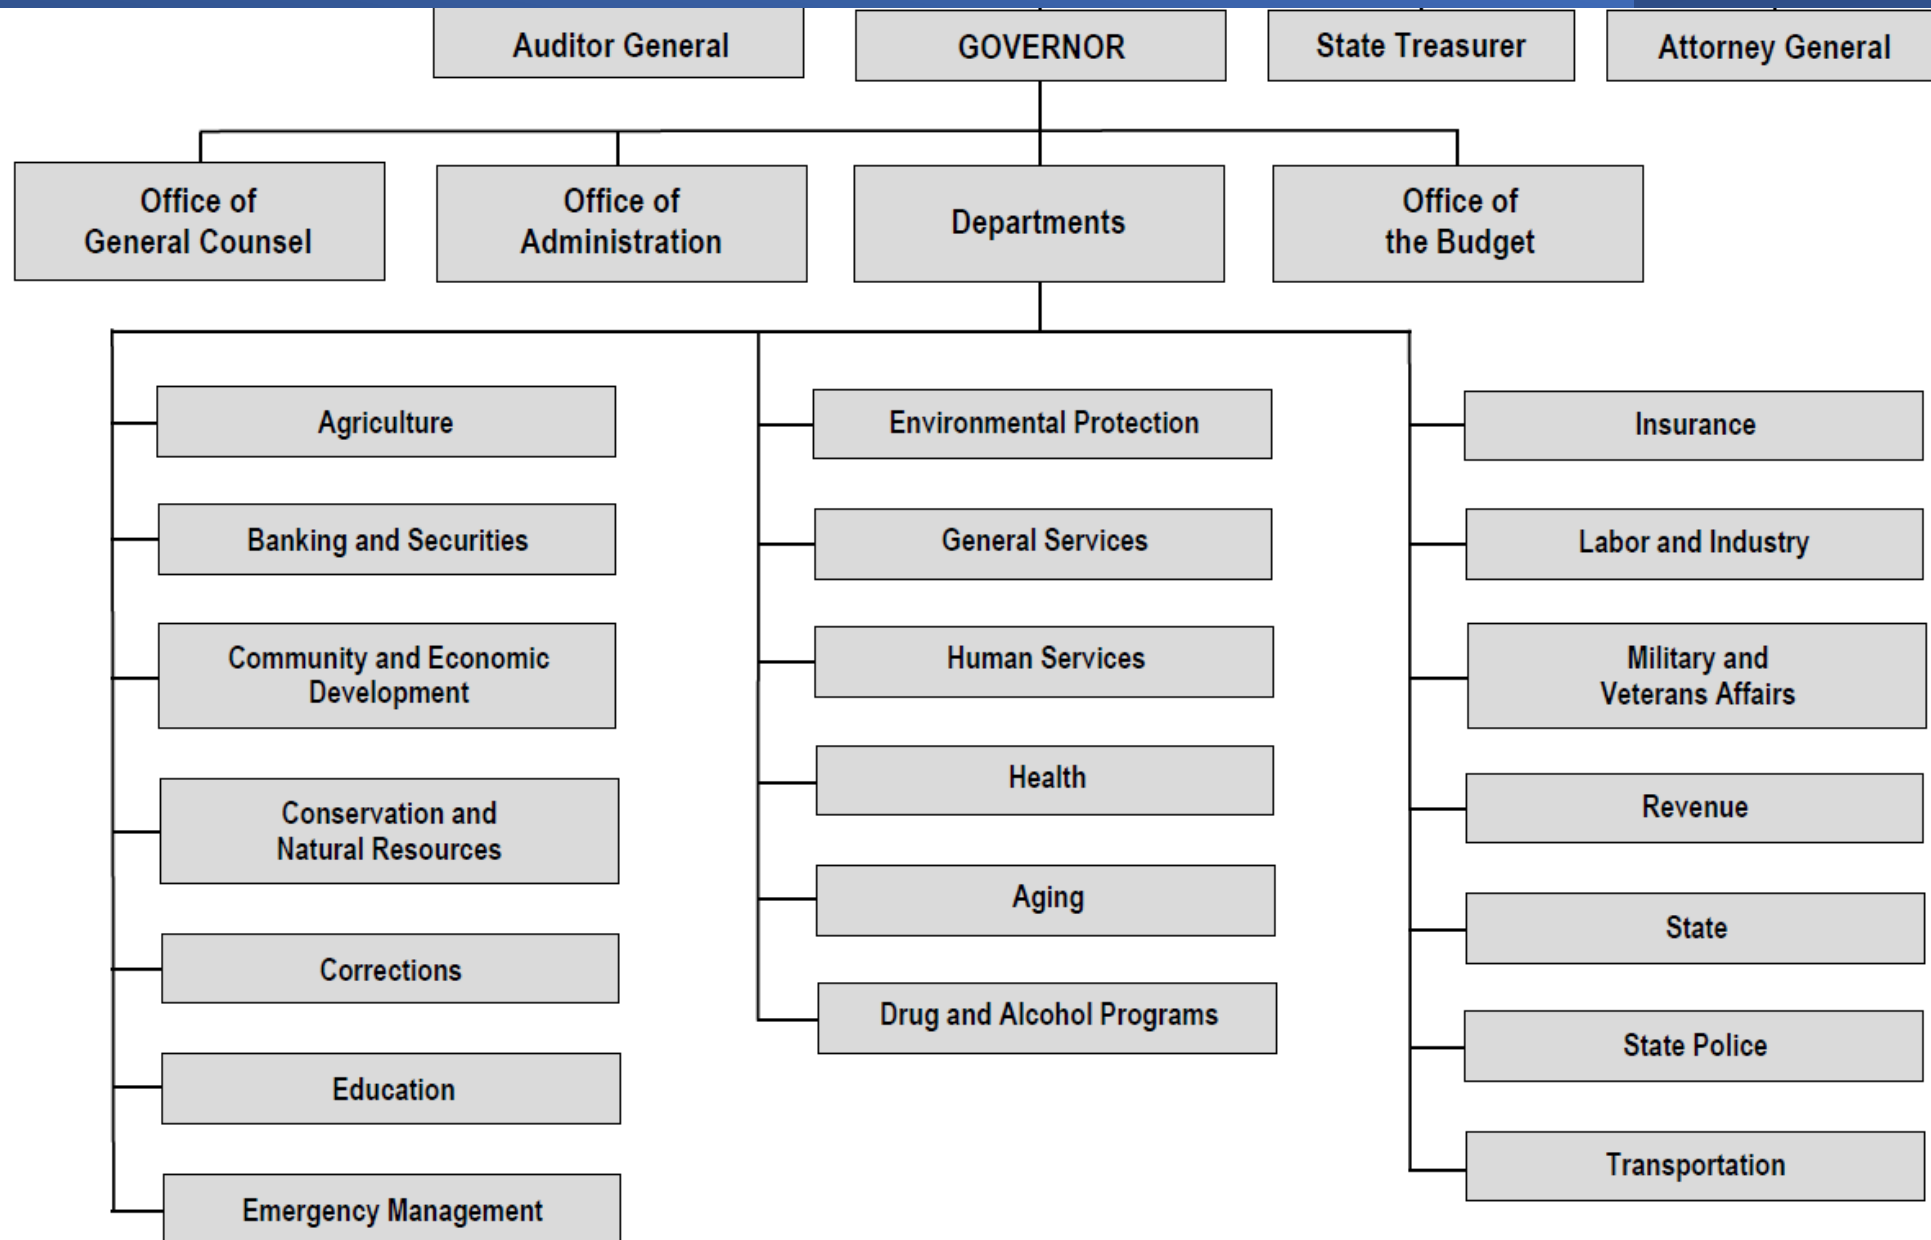 Auditor General
GOVERNOR
State Treasurer
Attorney General
Office of
General Counsel
Office of
Administration
Departments
Office of
the Budget
Agriculture
Banking and Securities
Community and Economic
Development
Conservation and
Natural Resources
Corrections
Education
Emergency Management
Environmental Protection
General Services
Human Services
Health
Aging
Drug and Alcohol Programs
Insurance
Labor and Industry
Military and
Veterans Affairs
Revenue
State
State Police
Transportation